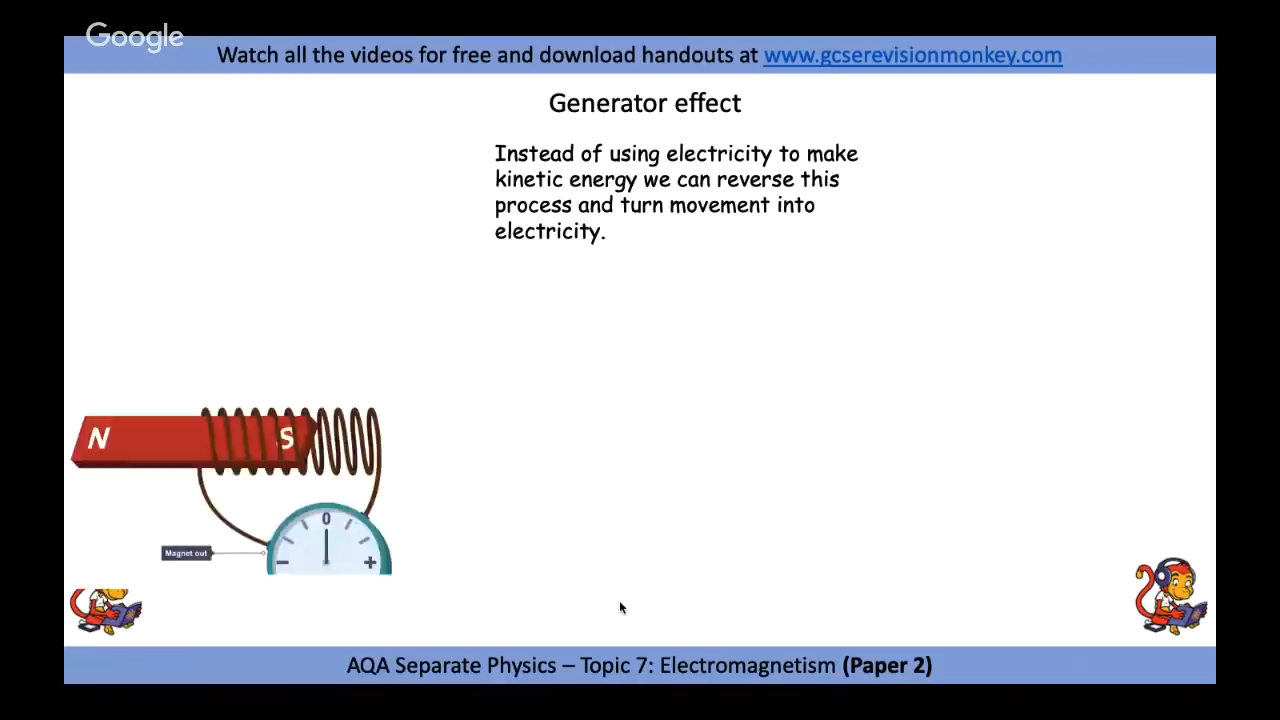 Google
Watch all the videos for free and download handouts at www.gcserevisionmonkey.com
Generator effect
Instead of using electricity to make
kinetic energy we can reverse this
process and turn movement into
electricity.
N S
0
Magnet out
− +
AQA Separate Physics – Topic 7: Electromagnetism (Paper 2)